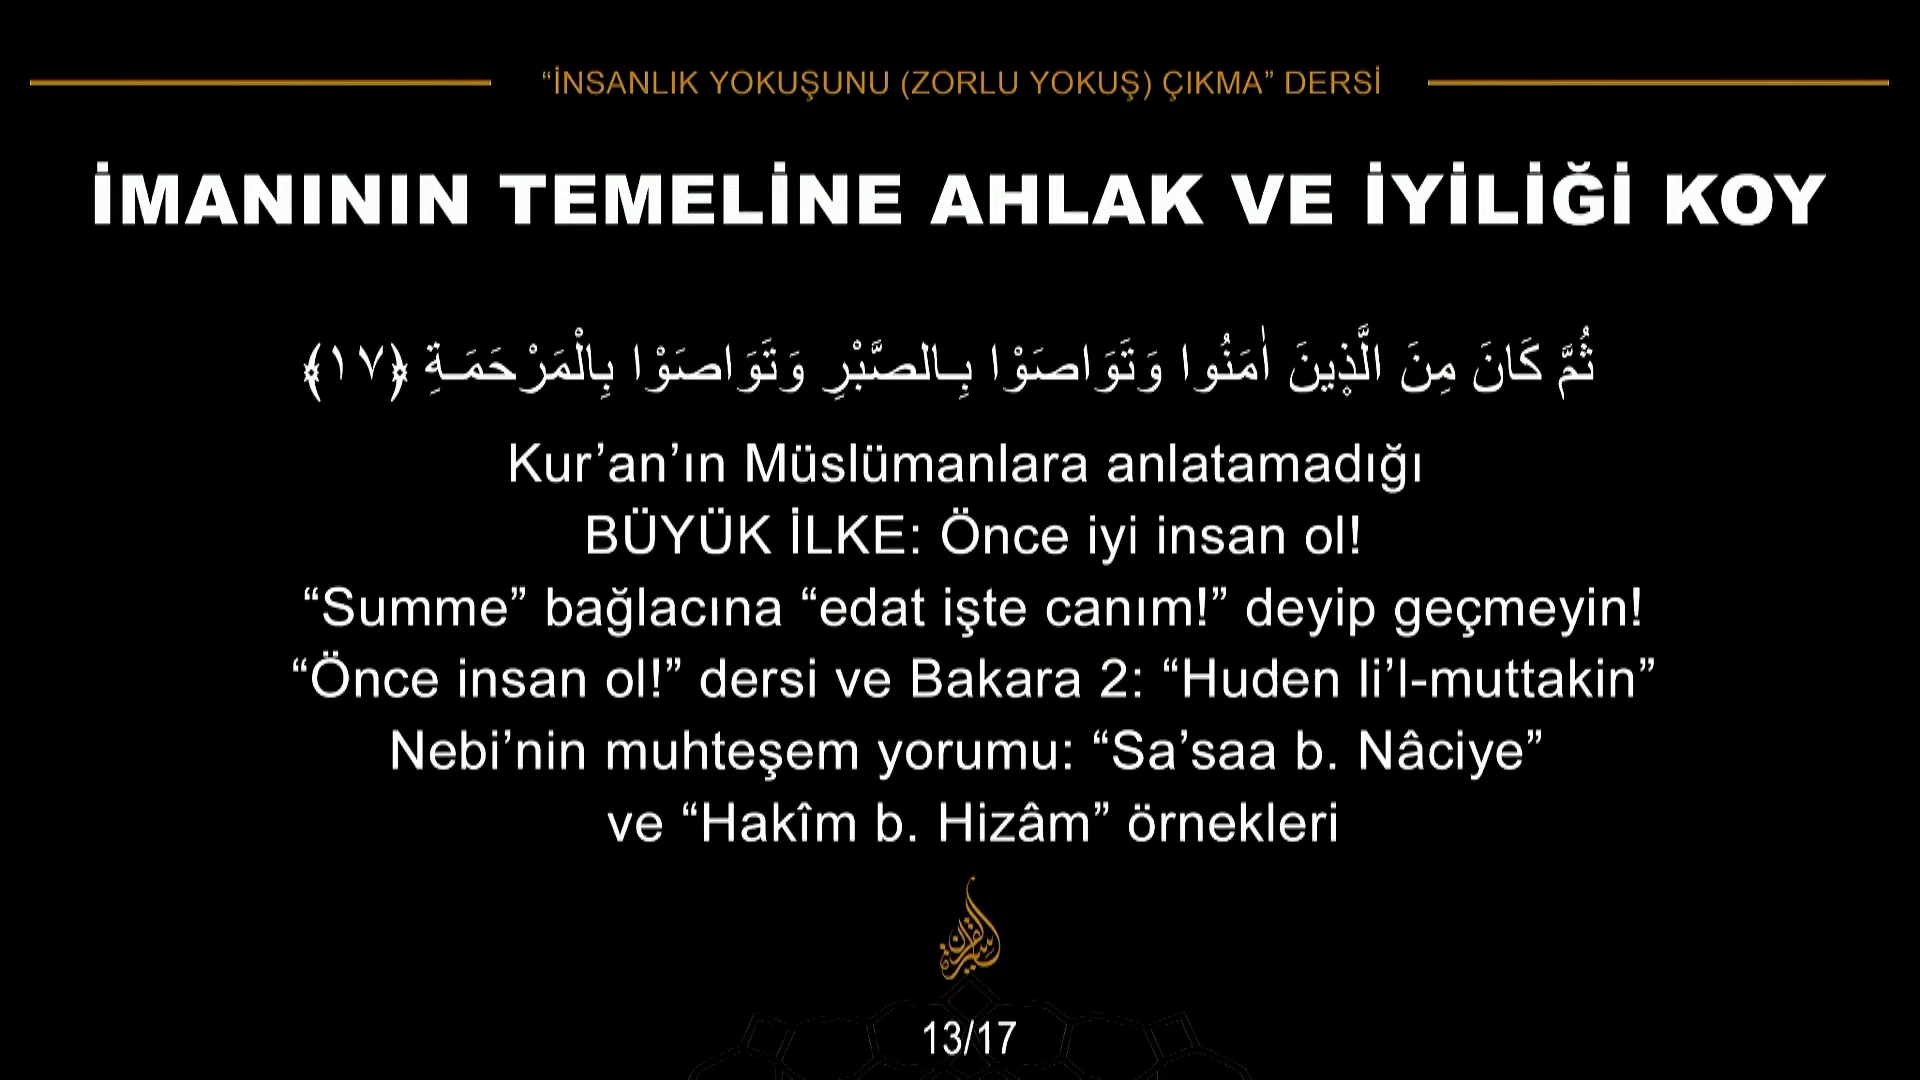 “İNSANLIK YOKUŞUNU (ZORLU YOKUŞ) ÇIKMA” DERSİ
İMANININ TEMELİNE AHLAK VE İYİLİĞİ KOY
ثُمَّ كَانَ مِنَ الَّذ۪ينَ اٰمَنُوا وَتَوَاصَوْا بِـالصَّبْرِ وَتَوَاصَوْا بِالْمَرْحَمَـةِ ﴿١٧﴾
Kur’an’ın Müslümanlara anlatamadığı
BÜYÜK İLKE: Önce iyi insan ol!
“Summe” bağlacına “edat işte canım!” deyip geçmeyin!
“Önce insan ol!” dersi ve Bakara 2: “Huden li’l-muttakin”
Nebi’nin muhteşem yorumu: “Sa’saa b. Nâciye”
ve “Hakîm b. Hizâm” örnekleri
13/17